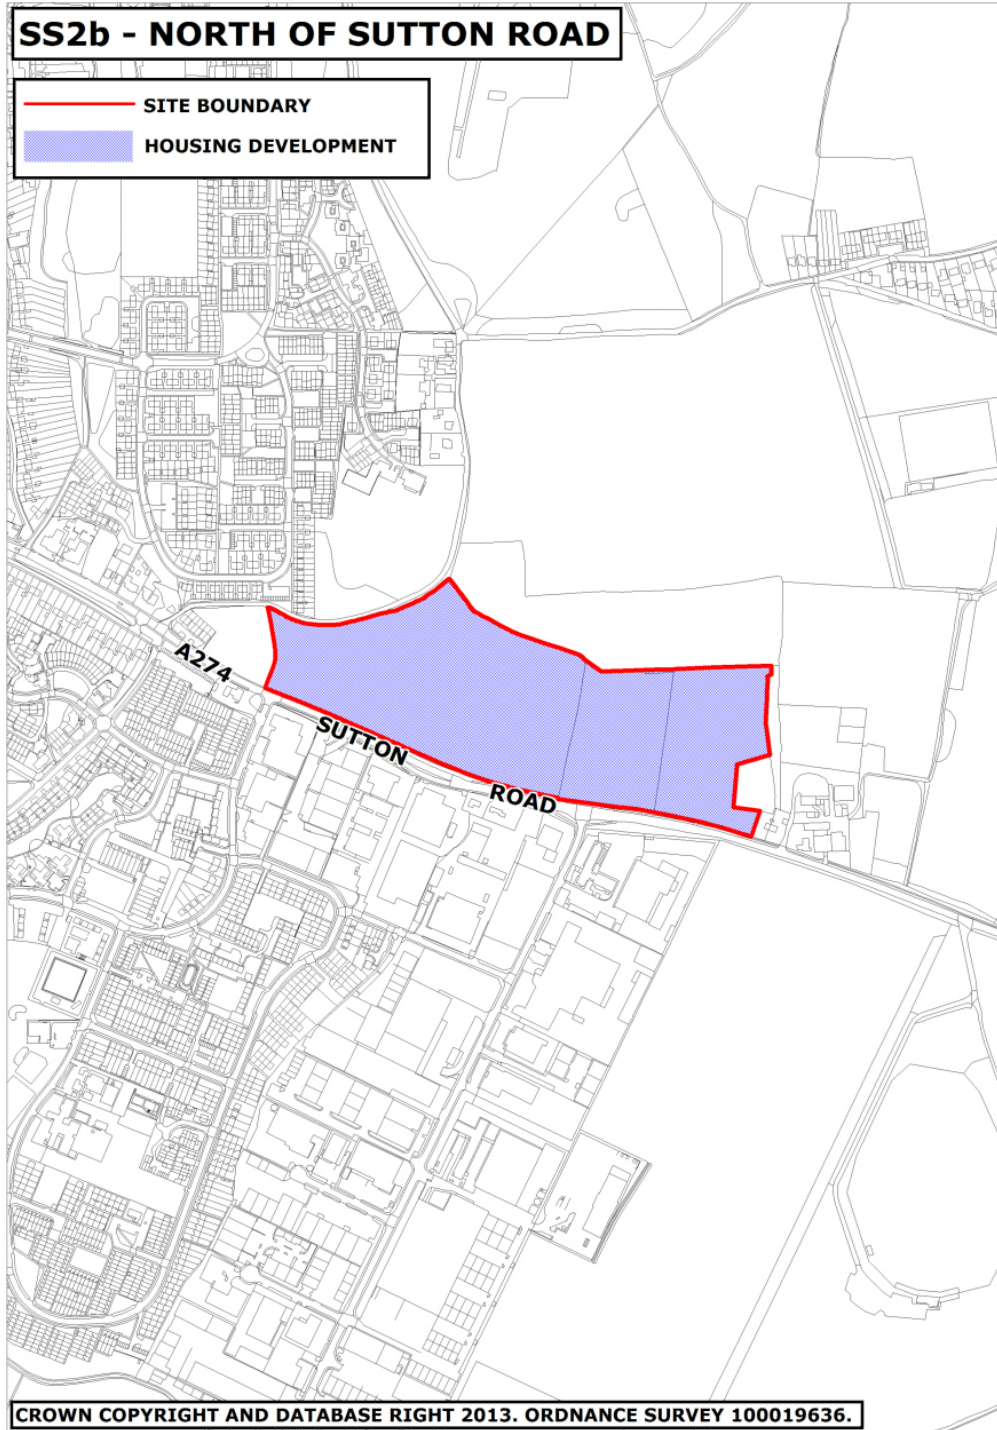 SS2b - NORTH OF SUTTON ROAD
SITE BOUNDARY
HOUSING DEVELOPMENT
A274
SUTTON
ROAD
CROWN COPYRIGHT AND DATABASE RIGHT 2013. ORDNANCE SURVEY 100019636.